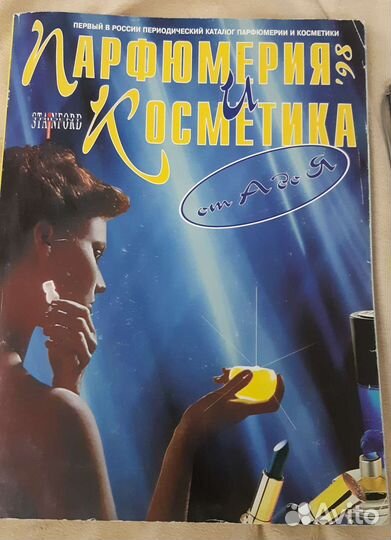 ПЕРВЫЙ В РОССИИ ПЕРИОДИЧЕСКИЙ КАТАЛОГ ПАРФЮМЕРИИ И КОСМЕТИКИ
ПАРФЮМЕРИЯ '98
И
STANFORD
КОСМЕТИКА
от А до Я
Avito